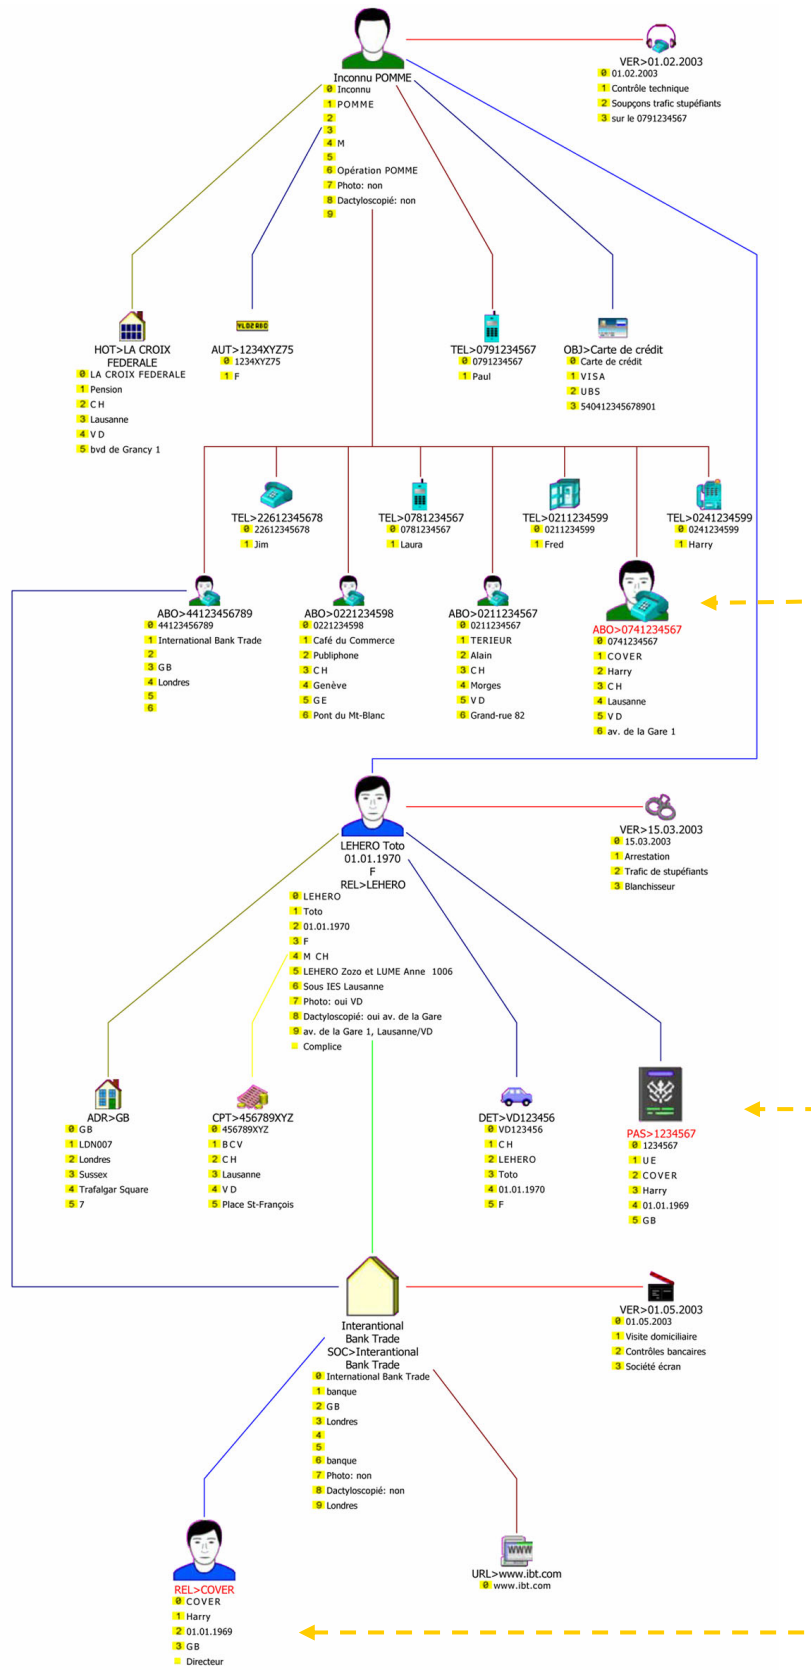 Inconnu POMME
0 Inconnu
1 POMME
2
3
4 M
5
6 Opération POMME
7 Photo: non
8 Dactyloscopié: non
9
VER>01.02.2003
0 01.02.2003
1 Contrôle technique
2 Soupçons trafic stupéfiants
3 sur le 0791234567
HOT>LA CROIX
FEDERALE
0 LA CROIX FEDERALE
1 Pension
2 CH
3 Lausanne
4 VD
5 bvd de Grancy 1
AUT>1234XYZ75
0 1234XYZ75
1 F
TEL>0791234567
0 0791234567
1 Paul
OBJ>Carte de crédit
0 Carte de crédit
1 VISA
2 UBS
3 540412345678901
TEL>22612345678
0 22612345678
1 Jim
TEL>0781234567
0 0781234567
1 Laura
TEL>0211234599
0 0211234599
1 Fred
TEL>0241234599
0 0241234599
1 Harry
ABO>44123456789
0 44123456789
1 International Bank Trade
2
3 GB
4 Londres
5
6
ABO>0221234598
0 0221234598
1 Café du Commerce
2 Publiphone
3 CH
4 Genève
5 GE
6 Pont du Mt-Blanc
ABO>0211234567
0 0211234567
1 TERIEUR
2 Alain
3 CH
4 Morges
5 VD
6 Grand-rue 82
ABO>0741234567
0 0741234567
1 COVER
2 Harry
3 CH
4 Lausanne
5 VD
6 av. de la Gare 1
LEHERO Toto
01.01.1970
F
REL>LEHERO
0 LEHERO
1 Toto
2 01.01.1970
3 F
4 M CH
5 LEHERO Zozo et LUME Anne 1006
6 Sous IES Lausanne
7 Photo: oui VD
8 Dactyloscopié: oui av. de la Gare
9 av. de la Gare 1, Lausanne/VD
Complice
VER>15.03.2003
0 15.03.2003
1 Arrestation
2 Trafic de stupéfiants
3 Blanchisseur
ADR>GB
0 GB
1 LDN007
2 Londres
3 Sussex
4 Trafalgar Square
5 7
CPT>456789XYZ
0 456789XYZ
1 BCV
2 CH
3 Lausanne
4 VD
5 Place St-François
DET>VD123456
0 VD123456
1 CH
2 LEHERO
3 Toto
4 01.01.1970
5 F
PAS>1234567
0 1234567
1 UE
2 COVER
3 Harry
4 01.01.1969
5 GB
Interantional
Bank Trade
SOC>Interantional
Bank Trade
0 International Bank Trade
1 banque
2 GB
3 Londres
4
5
6 banque
7 Photo: non
8 Dactyloscopié: non
9 Londres
VER>01.05.2003
0 01.05.2003
1 Visite domiciliaire
2 Contrôles bancaires
3 Société écran
REL>COVER
0 COVER
1 Harry
2 01.01.1969
3 GB
Directeur
WWW
URL>www.ibt.com
0 www.ibt.com